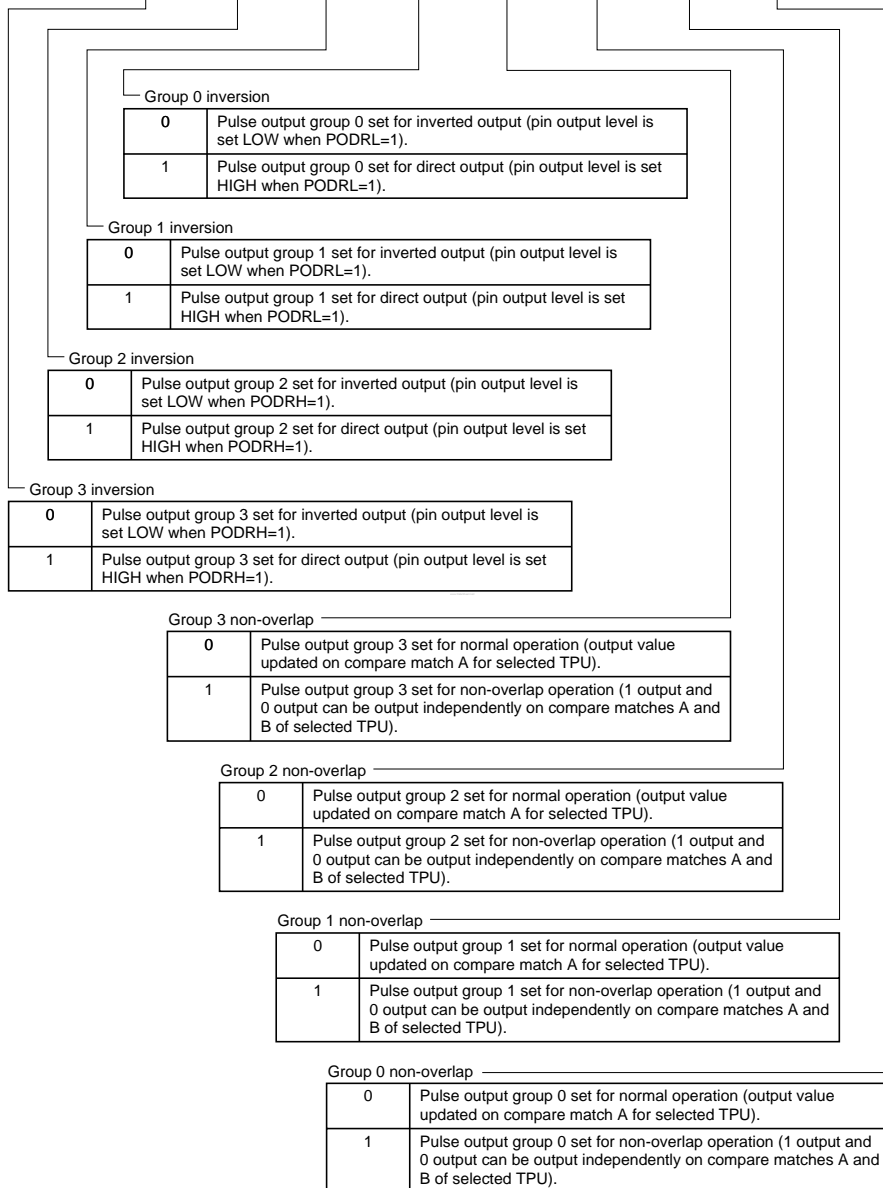 Group 0 inversion
0 Pulse output group 0 set for inverted output (pin output level is
set LOW when PODRL=1).
1 Pulse output group 0 set for direct output (pin output level is set
HIGH when PODRL=1).
Group 1 inversion
0 Pulse output group 1 set for inverted output (pin output level is
set LOW when PODRL=1).
1 Pulse output group 1 set for direct output (pin output level is set
HIGH when PODRL=1).
Group 2 inversion
0 Pulse output group 2 set for inverted output (pin output level is
set LOW when PODRH=1).
1 Pulse output group 2 set for direct output (pin output level is set
HIGH when PODRH=1).
Group 3 inversion
0 Pulse output group 3 set for inverted output (pin output level is
set LOW when PODRH=1).
1 Pulse output group 3 set for direct output (pin output level is set
HIGH when PODRH=1).
Group 3 non-overlap
0 Pulse output group 3 set for normal operation (output value
updated on compare match A for selected TPU).
1 Pulse output group 3 set for non-overlap operation (1 output and
0 output can be output independently on compare matches A and
B of selected TPU).
Group 2 non-overlap
0 Pulse output group 2 set for normal operation (output value
updated on compare match A for selected TPU).
1 Pulse output group 2 set for non-overlap operation (1 output and
0 output can be output independently on compare matches A and
B of selected TPU).
Group 1 non-overlap
0 Pulse output group 1 set for normal operation (output value
updated on compare match A for selected TPU).
1 Pulse output group 1 set for non-overlap operation (1 output and
0 output can be output independently on compare matches A and
B of selected TPU).
Group 0 non-overlap
0 Pulse output group 0 set for normal operation (output value
updated on compare match A for selected TPU).
1 Pulse output group 0 set for non-overlap operation (1 output and
0 output can be output independently on compare matches A and
B of selected TPU).